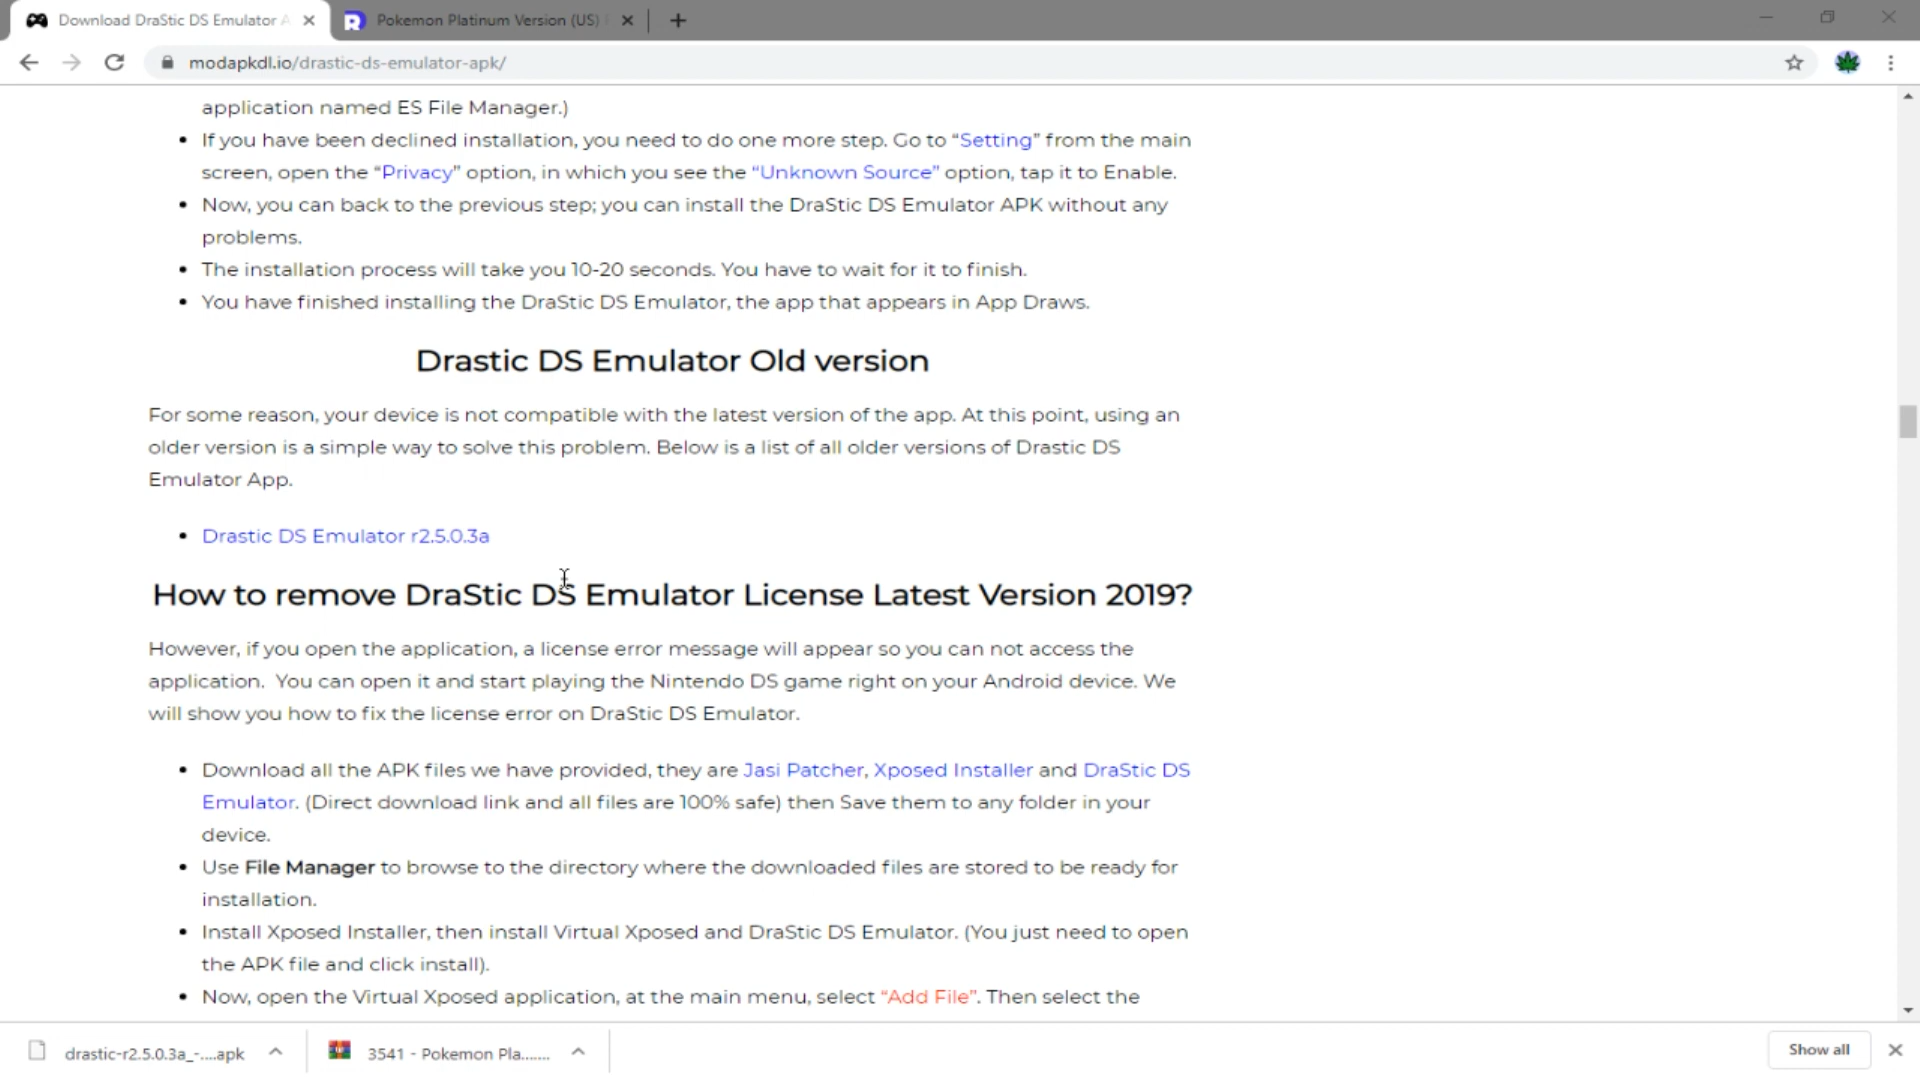 Download DraStic DS Emulator A
Pokemon Platinum Version (US)
modapkdl.io/drastic-ds-emulator-apk/
application named ES File Manager.)
• If you have been declined installation, you need to do one more step. Go to “Setting” from the main
screen, open the “Privacy” option, in which you see the “Unknown Source” option, tap it to Enable.
• Now, you can back to the previous step; you can install the DraStic DS Emulator APK without any
problems.
• The installation process will take you 10-20 seconds. You have to wait for it to finish.
• You have finished installing the DraStic DS Emulator, the app that appears in App Draws.
Drastic DS Emulator Old version
For some reason, your device is not compatible with the latest version of the app. At this point, using an
older version is a simple way to solve this problem. Below is a list of all older versions of Drastic DS
Emulator App.
• Drastic DS Emulator r2.5.0.3a
How to remove DraStic DS Emulator License Latest Version 2019?
However, if you open the application, a license error message will appear so you can not access the
application.  You can open it and start playing the Nintendo DS game right on your Android device. We
will show you how to fix the license error on DraStic DS Emulator.
• Download all the APK files we have provided, they are Jasi Patcher, Xposed Installer and DraStic DS
Emulator. (Direct download link and all files are 100% safe) then Save them to any folder in your
device.
• Use File Manager to browse to the directory where the downloaded files are stored to be ready for
installation.
• Install Xposed Installer, then install Virtual Xposed and DraStic DS Emulator. (You just need to open
the APK file and click install).
• Now, open the Virtual Xposed application, at the main menu, select “Add File”. Then select the
drastic-r2.5.0.3a_-....apk
3541 - Pokemon Pla.......
Show all